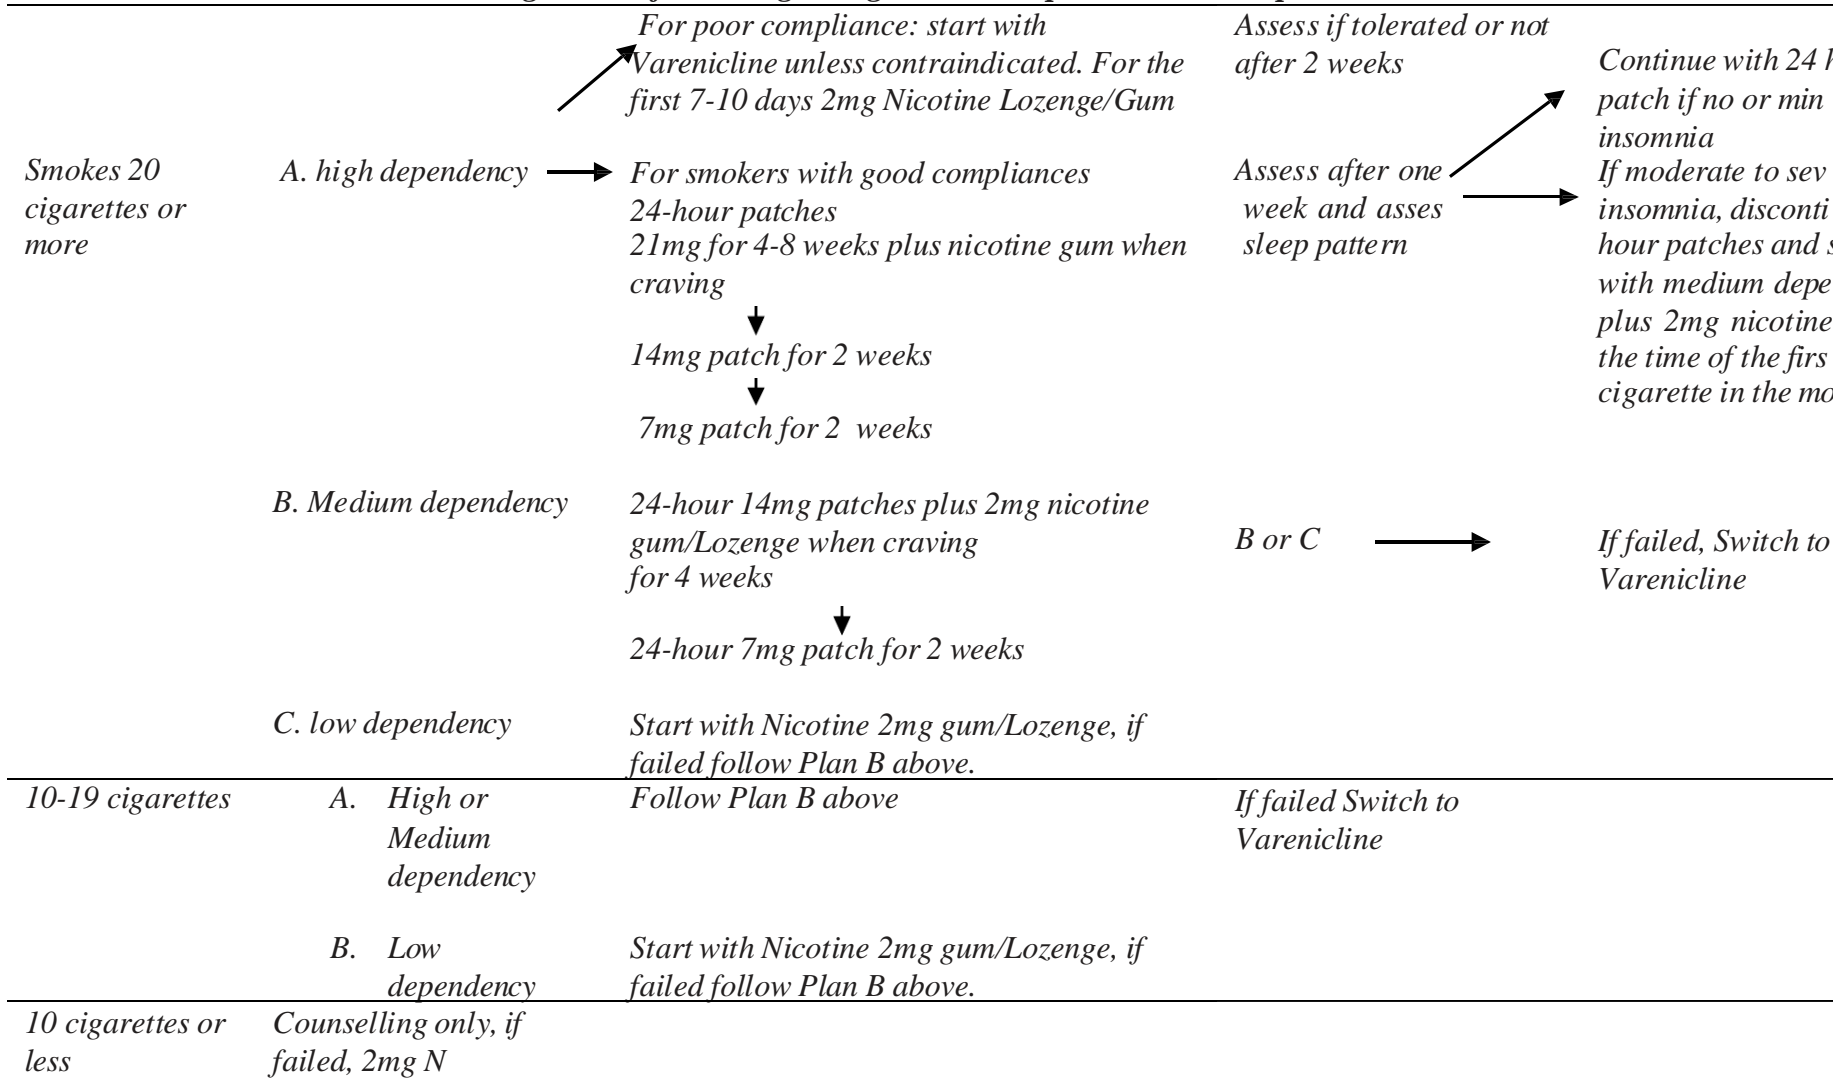 For poor compliance: start with
Varenicline unless contraindicated. For the
first 7-10 days 2mg Nicotine Lozenge/Gum
Assess if tolerated or not
after 2 weeks
Continue with 24 h
patch if no or min
insomnia
Smokes 20
cigarettes or
more
A. high dependency
For smokers with good compliances
24-hour patches
21mg for 4-8 weeks plus nicotine gum when
craving
14mg patch for 2 weeks
7mg patch for 2 weeks
Assess after one
week and asses
sleep pattern
If moderate to sev
insomnia, disconti
hour patches and s
with medium depe
plus 2mg nicotine
the time of the firs
cigarette in the mo
B. Medium dependency
24-hour 14mg patches plus 2mg nicotine
gum/Lozenge when craving
for 4 weeks
24-hour 7mg patch for 2 weeks
B or C
If failed, Switch to
Varenicline
C. low dependency
Start with Nicotine 2mg gum/Lozenge, if
failed follow Plan B above.
10-19 cigarettes
A. High or
Medium
dependency
Follow Plan B above
If failed Switch to
Varenicline
B. Low
dependency
Start with Nicotine 2mg gum/Lozenge, if
failed follow Plan B above.
10 cigarettes or
less
Counselling only, if
failed, 2mg N